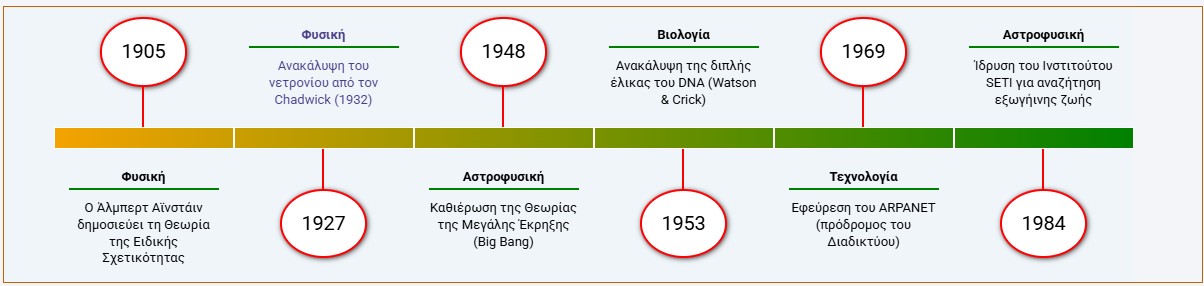 1905
Φυσική
Ο Άλμπερτ Αϊνστάιν
δημοσιεύει τη Θεωρία
της Ειδικής
Σχετικότητας
Φυσική
Ανακάλυψη του
νετρονίου από τον
Chadwick (1932)
1927
1948
Αστροφυσική
Καθιέρωση της Θεωρίας
της Μεγάλης Έκρηξης
(Big Bang)
Βιολογία
Ανακάλυψη της διπλής
έλικας του DNA (Watson
& Crick)
1953
1969
Τεχνολογία
Εφεύρεση του ARPANET
(πρόδρομος του
Διαδικτύου)
Αστροφυσική
Ίδρυση του Ινστιτούτου
SETI για αναζήτηση
εξωγήινης ζωής
1984